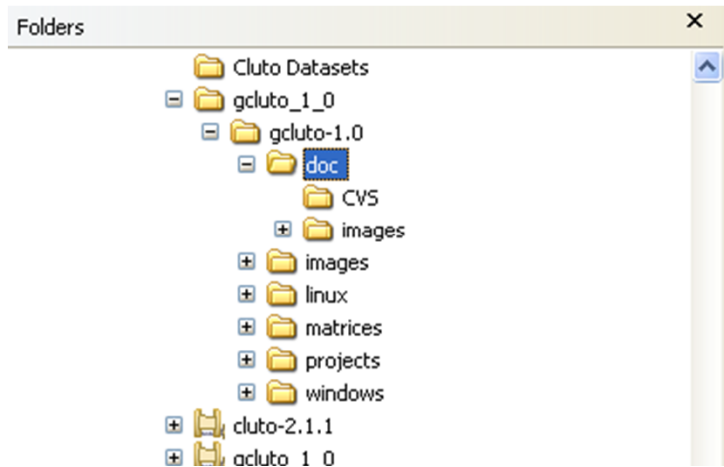 Folders
Cluto Datasets
gcluto_1_0
gcluto-1.0
doc
CVS
images
images
linux
matrices
projects
windows
cluto-2.1.1
gcluto_1_0